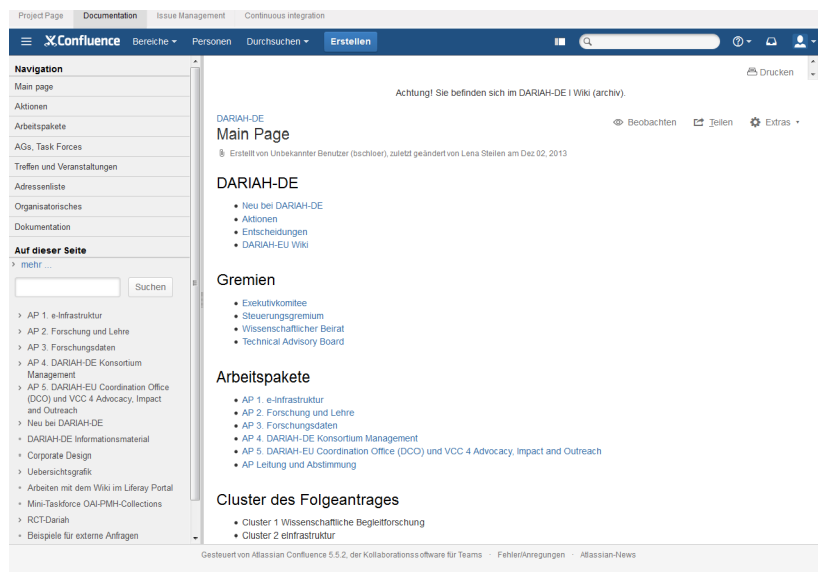 Project Page Documentation Issue Management Continuous integration
Confluence Bereiche Personen Durchsuchen Erstellen
Navigation
Main page
Aktionen
Arbeitspakete
AGs, Task Forces
Treffen und Veranstaltungen
Adressenliste
Organisatorisches
Dokumentation
Auf dieser Seite
mehr ...
Suchen
AP 1. e-Infrastruktur
AP 2. Forschung und Lehre
AP 3. Forschungsdaten
AP 4. DARIAH-DE Konsortium
Management
AP 5. DARIAH-EU Coordination Office
(DCO) und VCC 4 Advocacy, Impact
and Outreach
Neu bei DARIAH-DE
DARIAH-DE Informationsmaterial
Corporate Design
Uebersichtsgrafik
Arbeiten mit dem Wiki im Liferay Portal
Mini-Taskforce OAI-PMH-Collections
RCT-Dariah
Beispiele für externe Anfragen
Drucken
Achtung! Sie befinden sich im DARIAH-DE I Wiki (archiv).
DARIAH-DE
Beobachten Teilen Extras
Main Page
Erstellt von Unbekannter Benutzer (bschloer), zuletzt geändert von Lena Steilen am Dez 02, 2013
DARIAH-DE
Neu bei DARIAH-DE
Aktionen
Entscheidungen
DARIAH-EU Wiki
Gremien
Exekutivkomitee
Steuerungsgremium
Wissenschaftlicher Beirat
Technical Advisory Board
Arbeitspakete
AP 1. e-Infrastruktur
AP 2. Forschung und Lehre
AP 3. Forschungsdaten
AP 4. DARIAH-DE Konsortium Management
AP 5. DARIAH-EU Coordination Office (DCO) und VCC 4 Advocacy, Impact and Outreach
AP Leitung und Abstimmung
Cluster des Folgeantrages
Cluster 1 Wissenschaftliche Begleitforschung
Cluster 2 eInfrastruktur
Gesteuert von Atlassian Confluence 5.5.2, der Kollaborationssoftware für Teams · Fehler/Anregungen · Atlassian-News